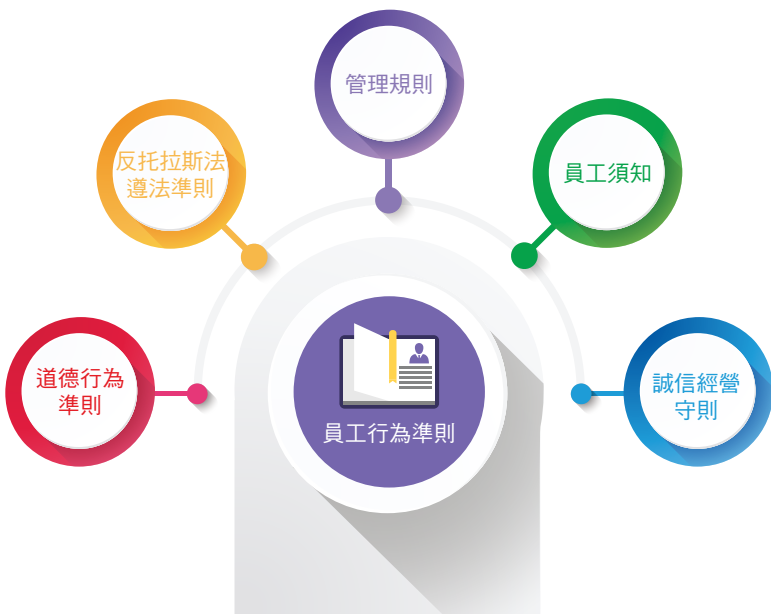 管理規則
反托拉斯法
遵法準則
員工須知
道德行為
準則
誠信經營
守則
員工行為準則